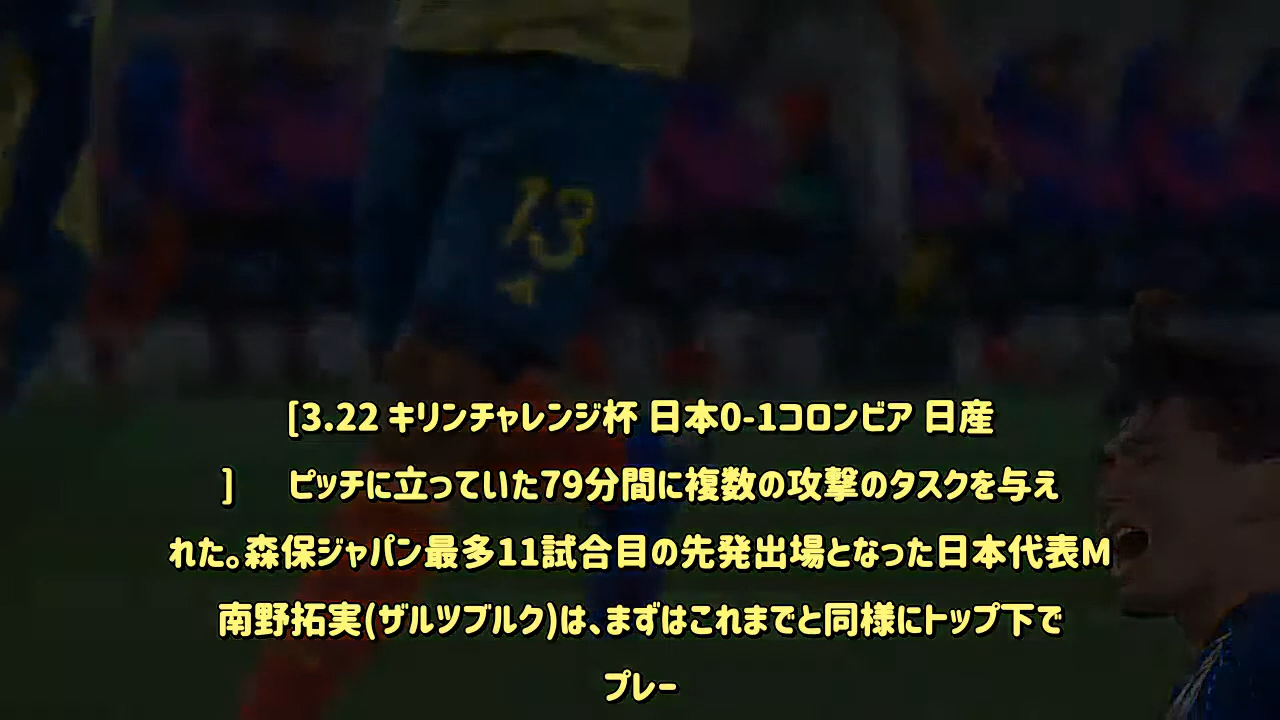 13
[3.22 キリンチャレンジ杯 日本0-1コロンビア 日産
]　ピッチに立っていた79分間に複数の攻撃のタスクを与え
れた。森保ジャパン最多11試合目の先発出場となった日本代表M
南野拓実(ザルツブルク)は、まずはこれまでと同様にトップ下で
プレー